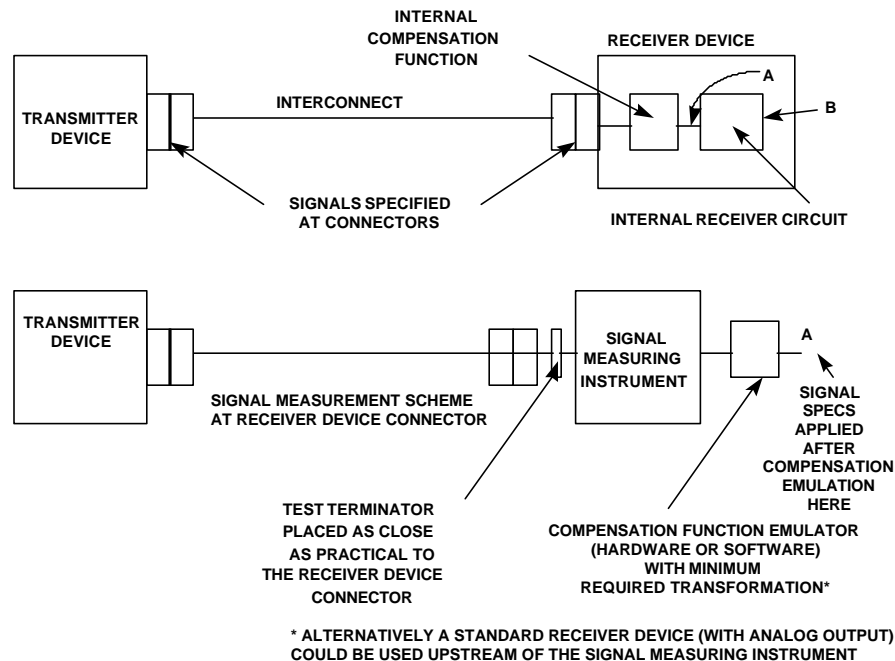 INTERNAL
COMPENSATION
FUNCTION
RECEIVER DEVICE
A
B
TRANSMITTER
DEVICE
INTERCONNECT
SIGNALS SPECIFIED
AT CONNECTORS
INTERNAL RECEIVER CIRCUIT
TRANSMITTER
DEVICE
SIGNAL
MEASURING
INSTRUMENT
A
SIGNAL MEASUREMENT SCHEME
AT RECEIVER DEVICE CONNECTOR
SIGNAL
SPECS
APPLIED
AFTER
COMPENSATION
EMULATION
HERE
TEST TERMINATOR
PLACED AS CLOSE
AS PRACTICAL TO
THE RECEIVER DEVICE
CONNECTOR
COMPENSATION FUNCTION EMULATOR
(HARDWARE OR SOFTWARE)
WITH MINIMUM
REQUIRED TRANSFORMATION*
* ALTERNATIVELY A STANDARD RECEIVER DEVICE (WITH ANALOG OUTPUT)
COULD BE USED UPSTREAM OF THE SIGNAL MEASURING INSTRUMENT